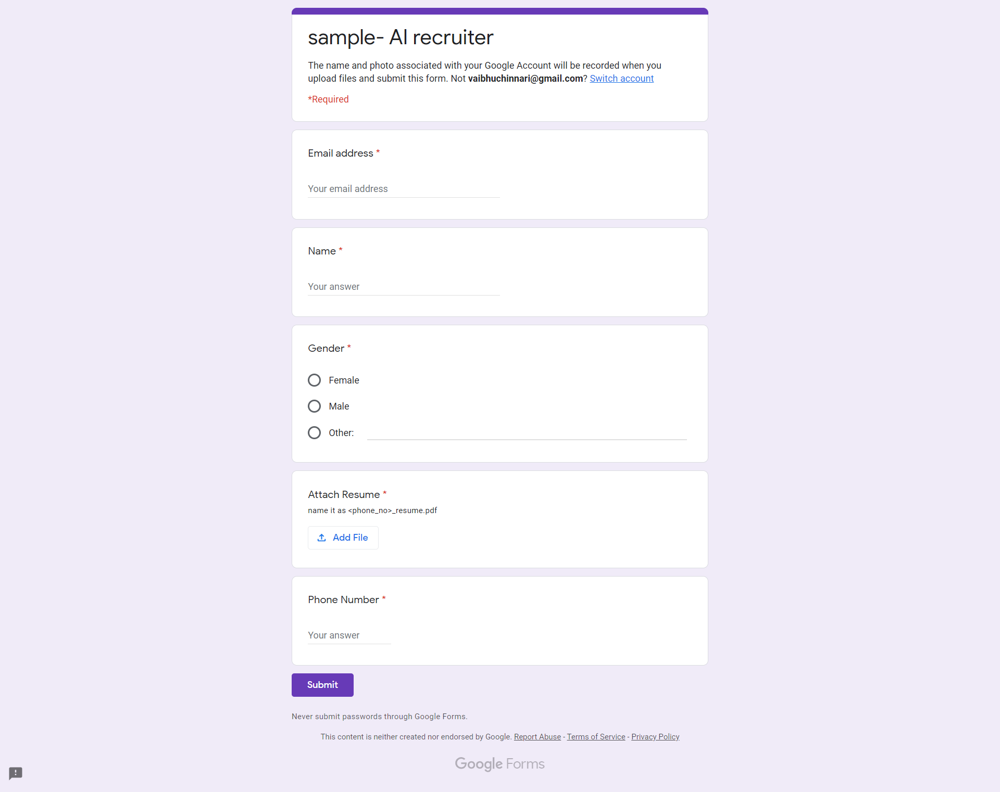 sample- AI recruiter
The name and photo associated with your Google Account will be recorded when you
upload files and submit this form. Not vaibhuchinnari@gmail.com? Switch account
*Required
Email address *
Your email address
Name *
Your answer
Gender *
Female
Male
Other:
Attach Resume *
name it as <phone_no>_resume.pdf
Add File
Phone Number *
Your answer
Submit
Never submit passwords through Google Forms.
This content is neither created nor endorsed by Google. Report Abuse - Terms of Service - Privacy Policy
Google Forms